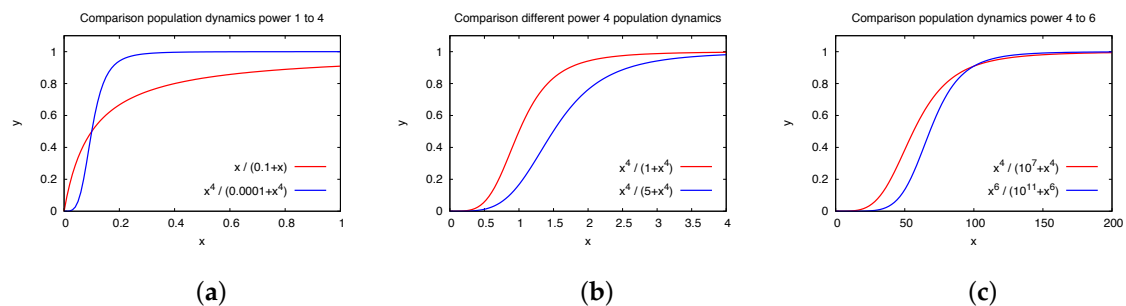 Comparison population dynamics power 1 to 4
1
0.8
0.6
0.4
0.2
0
y
x / (0.1+x)
x⁴ / (0.0001+x⁴)
0 0.2 0.4 0.6 0.8 1
x
(a)
Comparison different power 4 population dynamics
1
0.8
0.6
0.4
0.2
0
y
x⁴ / (1+x⁴)
x⁴ / (5+x⁴)
0 0.5 1 1.5 2 2.5 3 3.5 4
x
(b)
Comparison population dynamics power 4 to 6
1
0.8
0.6
0.4
0.2
0
y
x⁴ / (10⁷+x⁴)
x⁶ / (10¹¹+x⁶)
0 50 100 150 200
x
(c)